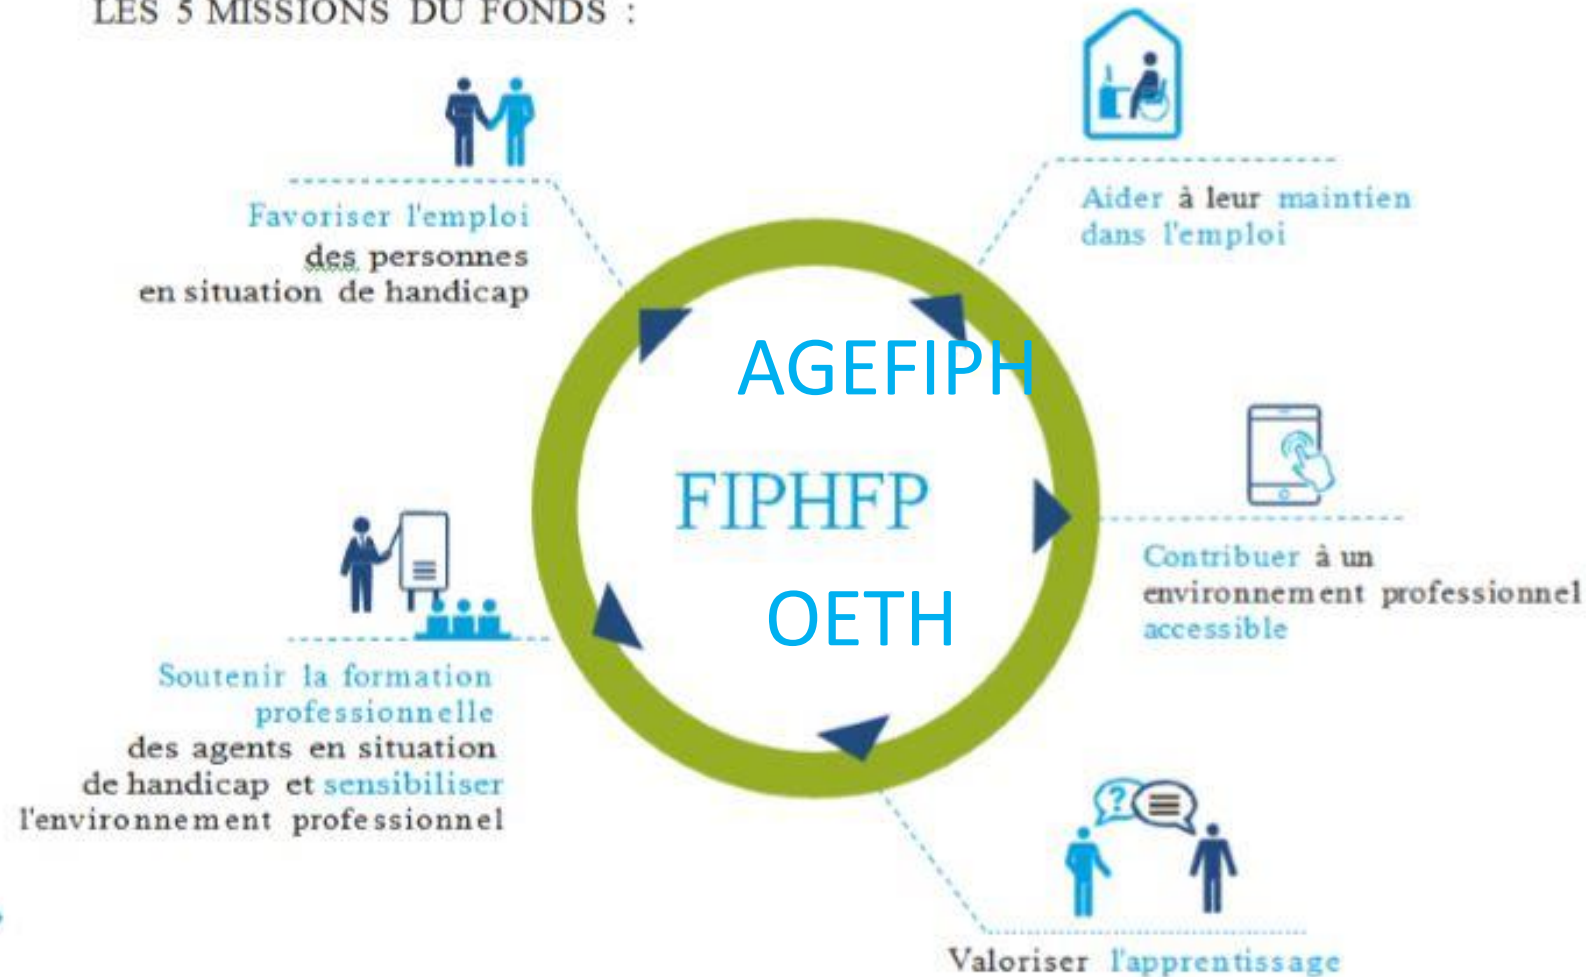 LES 5 MISSIONS DU FONDS :
Favoriser l'emploi
des personnes
en situation de handicap
Aider à leur maintien
dans l'emploi
AGEFIPH
FIPHFP
OETH
Contribuer à un
environnement professionnel
accessible
Soutenir la formation
professionnelle
des agents en situation
de handicap et sensibiliser
l'environnement professionnel
?
Valoriser l'apprentissage